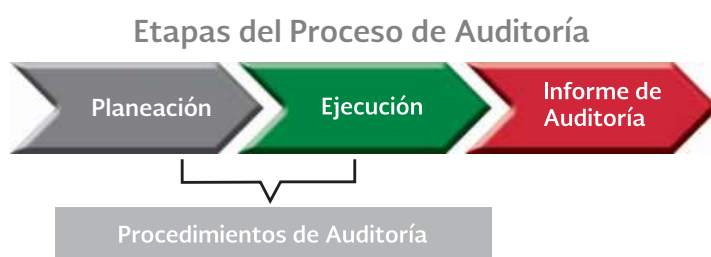 Etapas del Proceso de Auditoría
Planeación
Ejecución
Informe de
Auditoría
Procedimientos de Auditoría